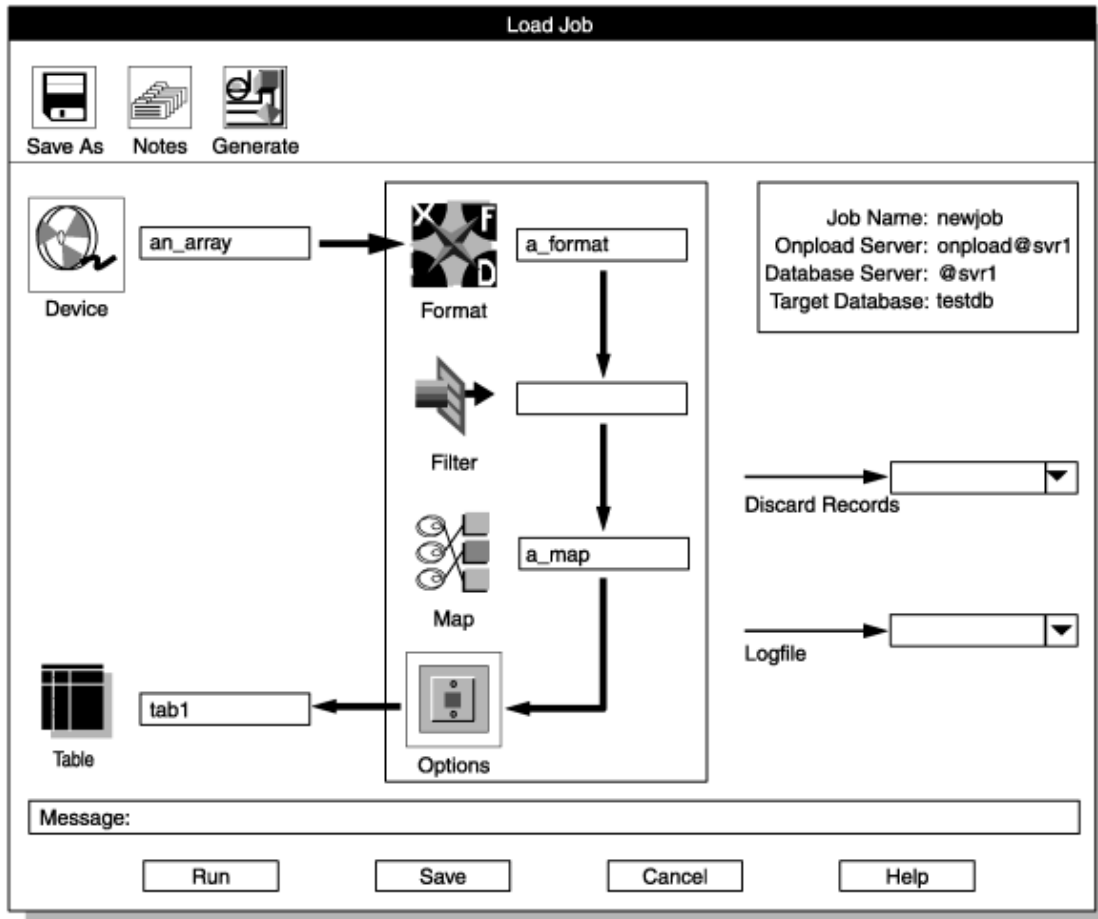 Load Job
Save As Notes Generate
Device
an_array
X F D
Format
a_format
Job Name: newjob
Onpload Server: onpload@svr1
Database Server: @svr1
Target Database: testdb
Filter
Discard Records
Map
a_map
Logfile
Table
tab1
Options
Message:
Run Save Cancel Help